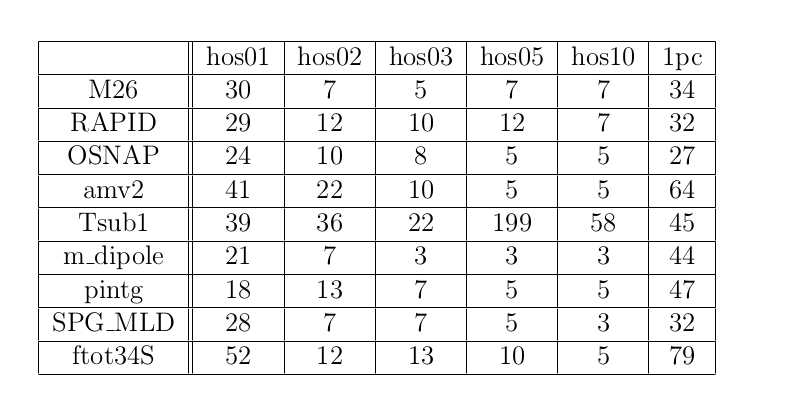 hos01 hos02 hos03 hos05 hos10 1pc
M26 30 7 5 7 7 34
RAPID 29 12 10 12 7 32
OSNAP 24 10 8 5 5 27
amv2 41 22 10 5 5 64
Tsub1 39 36 22 199 58 45
m_dipole 21 7 3 3 3 44
pintg 18 13 7 5 5 47
SPG_MLD 28 7 7 5 3 32
ftot34S 52 12 13 10 5 79